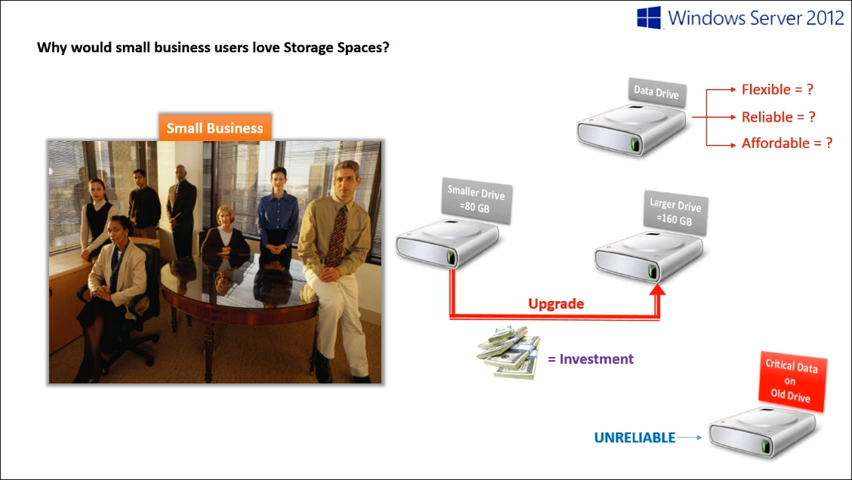 Windows Server 2012
Why would small business users love Storage Spaces?
Small Business
Data Drive
Flexible = ?
Reliable = ?
Affordable = ?
Smaller Drive
=80 GB
Larger Drive
=160 GB
Upgrade
= Investment
Critical Data
on
Old Drive
UNRELIABLE